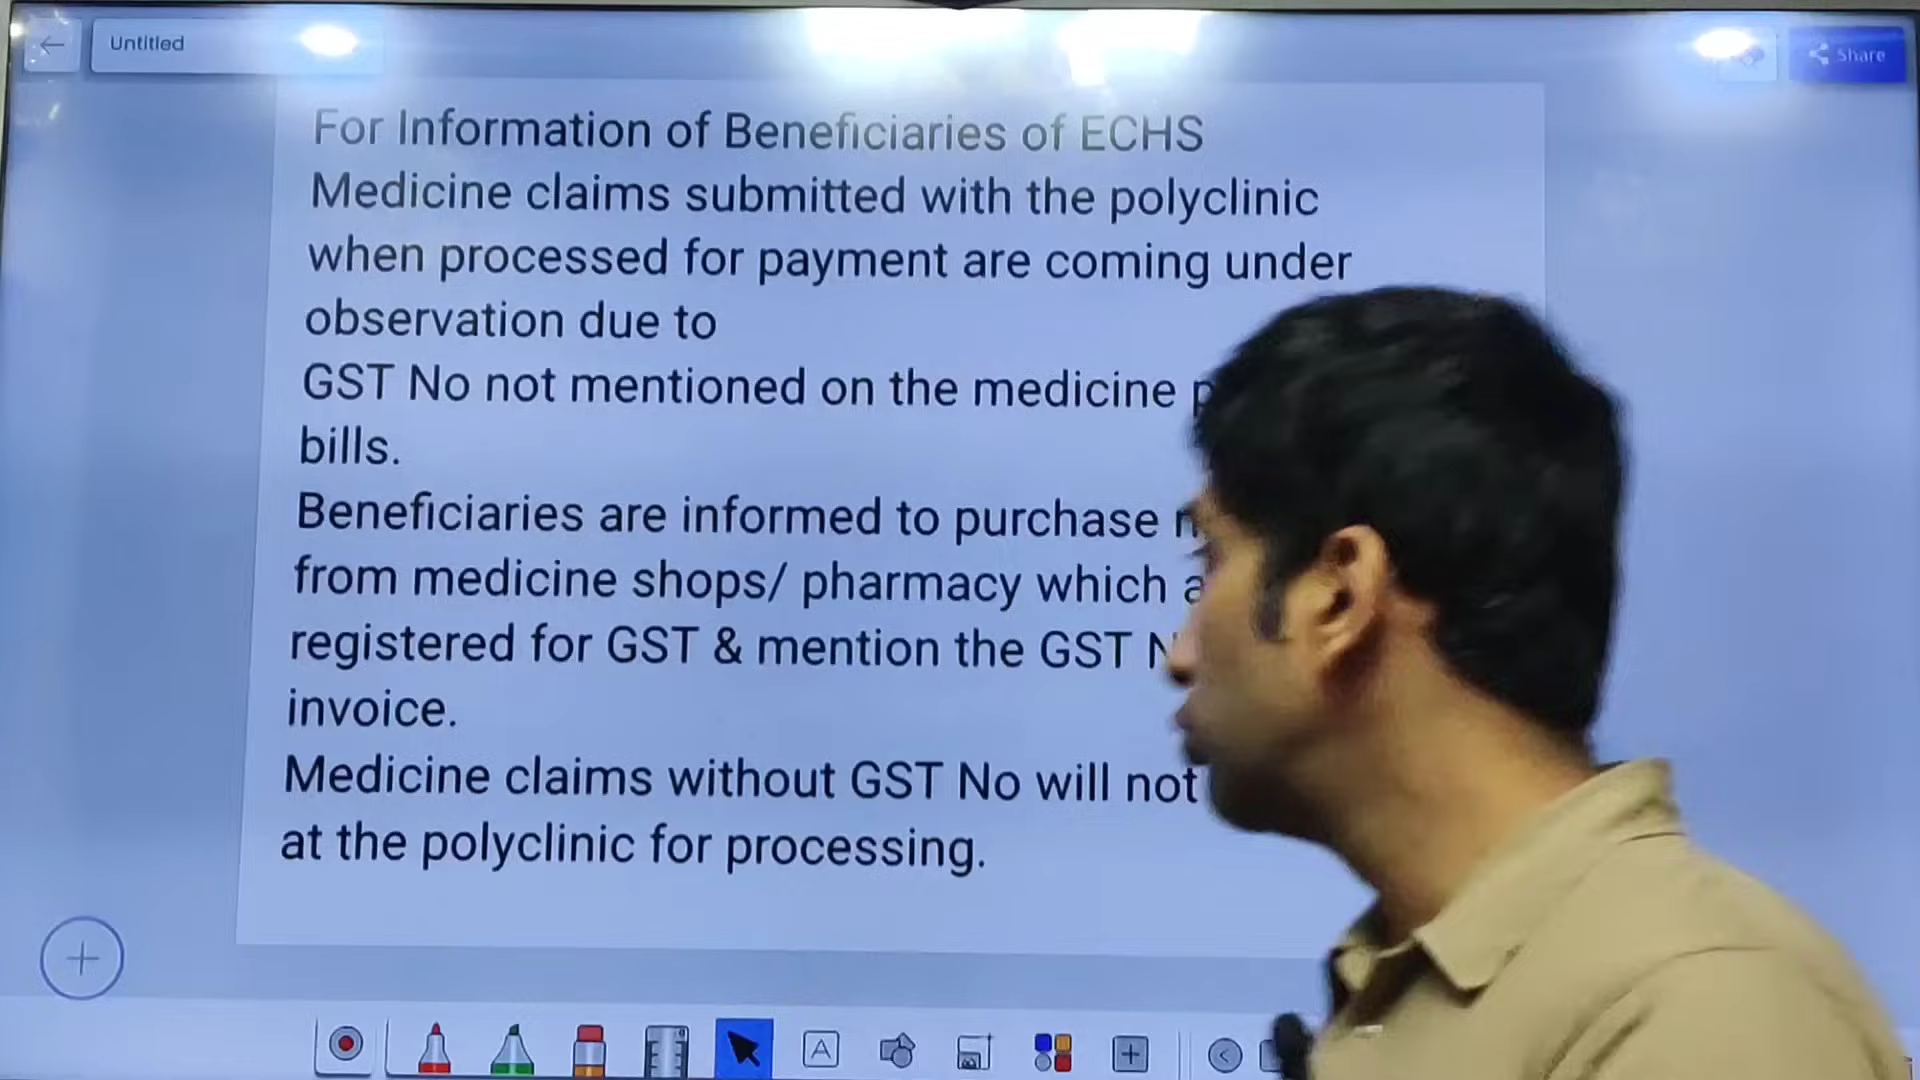 Untitled
Share
For Information of Beneficiaries of ECHS
Medicine claims submitted with the polyclinic
when processed for payment are coming under
observation due to
GST No not mentioned on the medicine
bills.
Beneficiaries are informed to purchase
from medicine shops/ pharmacy which
registered for GST & mention the GST
invoice.
Medicine claims without GST No will not
at the polyclinic for processing.
A